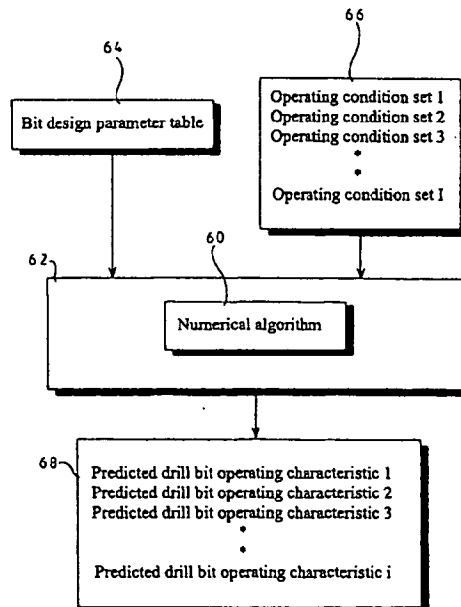 64
66
Bit design parameter table
Operating condition set 1
Operating condition set 2
Operating condition set 3
*
*
Operating condition set I
62
60
Numerical algorithm
68
Predicted drill bit operating characteristic 1
Predicted drill bit operating characteristic 2
Predicted drill bit operating characteristic 3
*
*
Predicted drill bit operating characteristic i